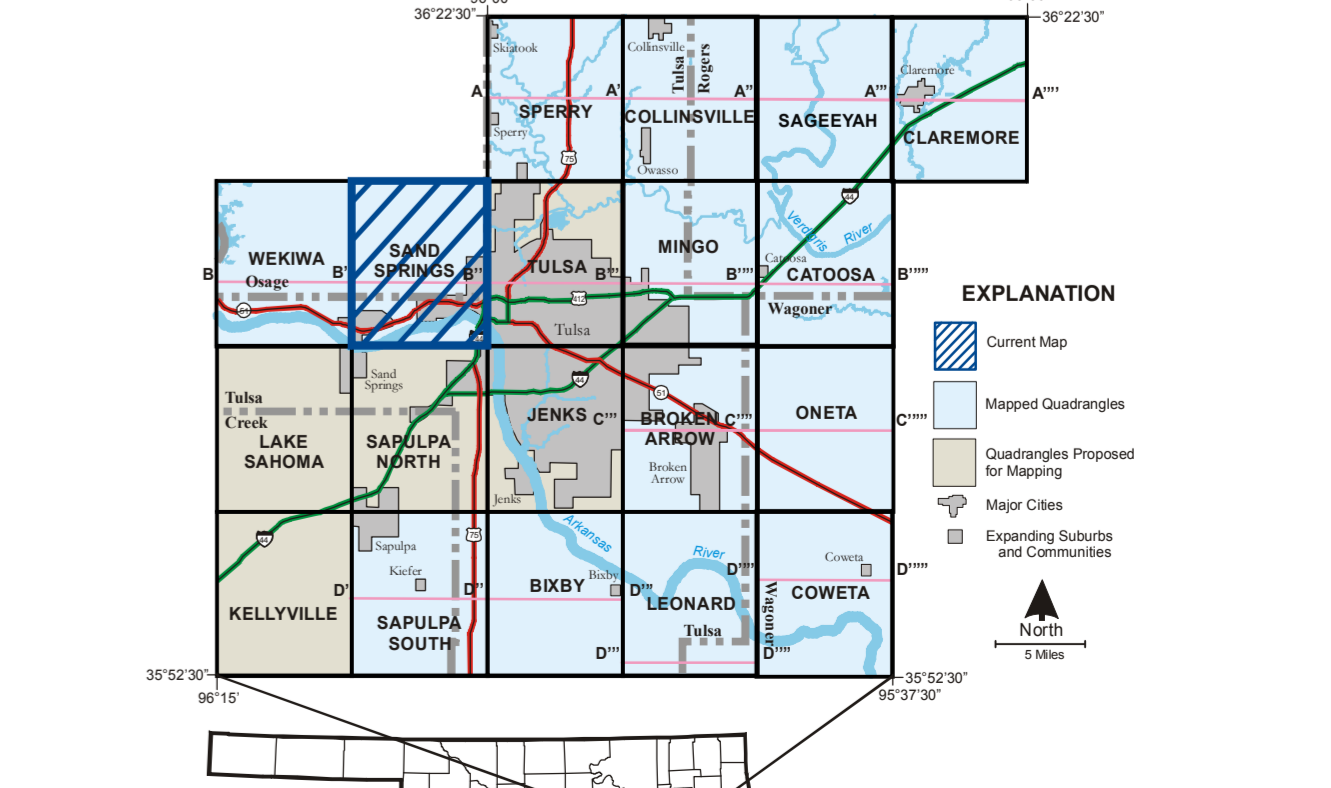 36°22'30"
36°22'30"
Skiatook
Collinsville
Tulsa
Rogers
Claremore
A
A'
A''
A'''
A''''
SPERRY
COLLINSVILLE
SAGEEYAH
CLAREMORE
Sperry
Owasso
75
44
WEKIWA
SAND
SPRINGS
TULSA
MINGO
Verdigris
River
Catoosa
CATOOSA
B
B'
B''
B'''
B''''
B'''''
Osage
51
412
Wagoner
Tulsa
Sand
Springs
44
51
Tulsa
Creek
LAKE
SAHOMA
SAPULPA
NORTH
JENKS
C'''
BROKEN
ARROW
C''''
ONETA
C'''''
Broken
Arrow
Jenks
44
Sapulpa
75
Arkansas
River
Kiefer
Bixby
Coweta
KELLYVILLE
D'
D''
BIXBY
D'''
LEONARD
D''''
COWETA
D'''''
SAPULPA
SOUTH
Tulsa
Wagoner
D'''
D''''
35°52'30"
96°15'
35°52'30"
95°37'30"
EXPLANATION
Current Map
Mapped Quadrangles
Quadrangles Proposed
for Mapping
Major Cities
Expanding Suburbs
and Communities
North
5 Miles